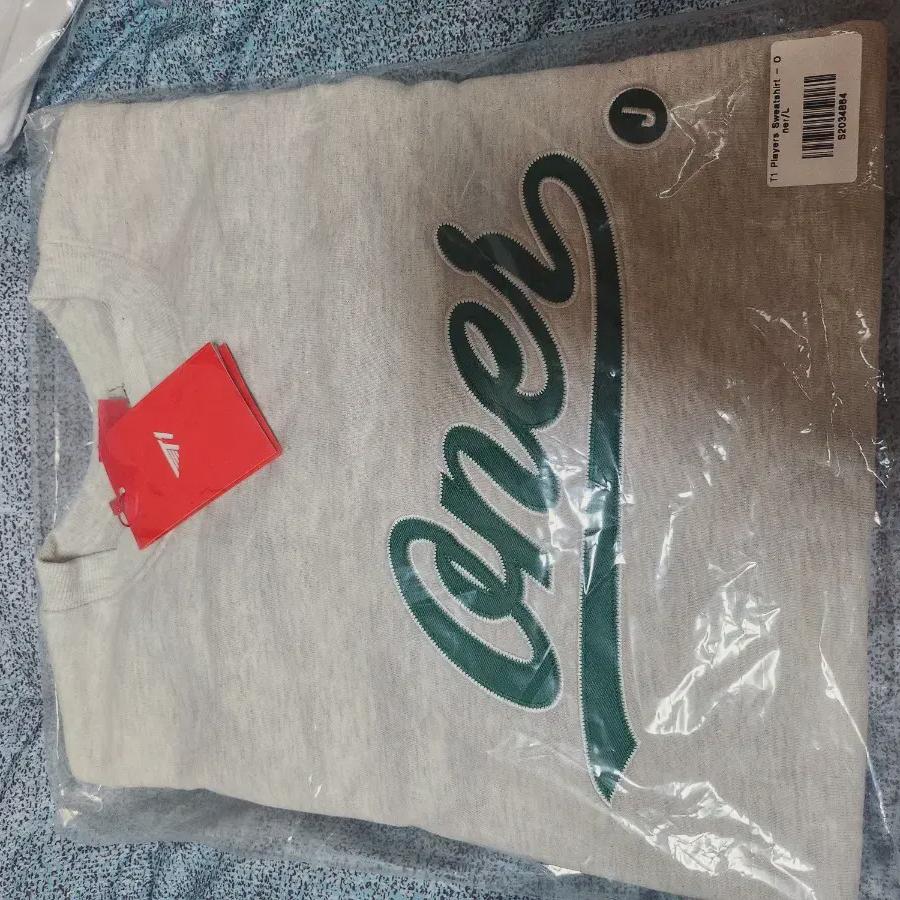 Oner
J
T1 Players Sweatshirt - O
ner/L
S2034864